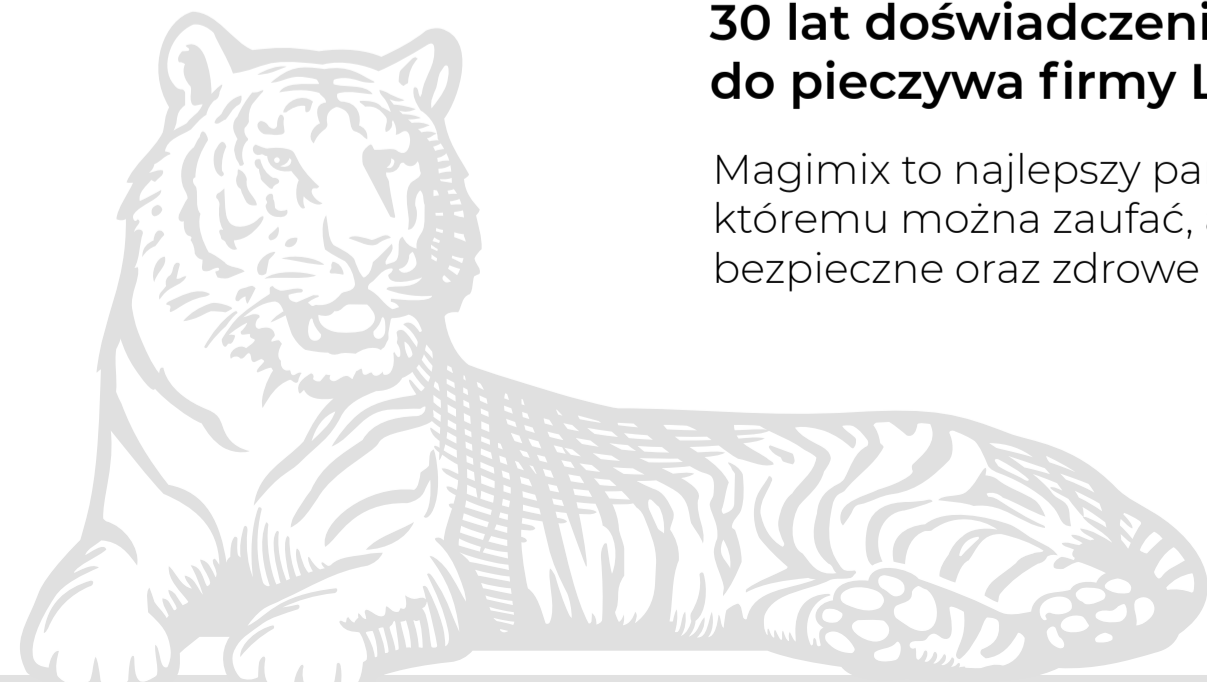 30 lat doświadczeni
do pieczywa firmy L
Magimix to najlepszy pa
któremu można zaufać,
bezpieczne oraz zdrowe